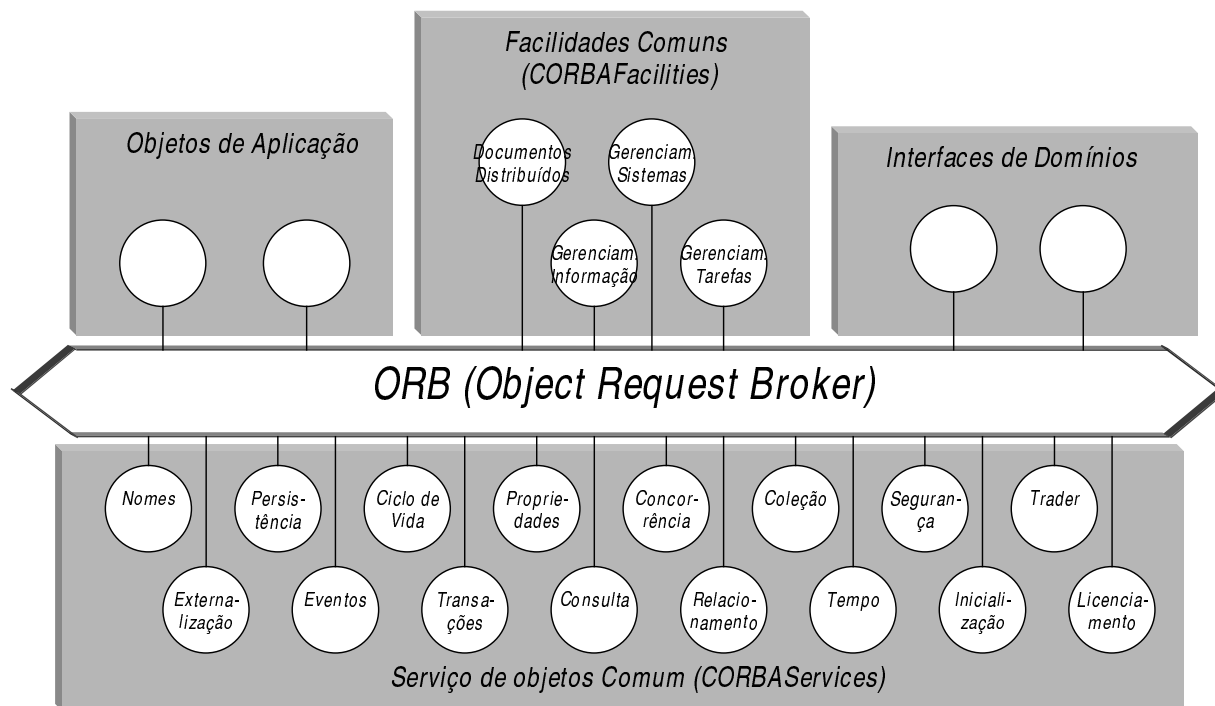 Facilidades Comuns
(CORBAFacilities)
Objetos de Aplicação
Interfaces de Domínios
Documentos
Distribuídos
Gerenciam.
Sistemas
Gerenciam.
Informação
Gerenciam.
Tarefas
ORB (Object Request Broker)
Nomes
Persis-
tência
Ciclo de
Vida
Proprie-
dades
Concor-
rência
Coleção
Seguran-
ça
Trader
Externa-
lização
Eventos
Transa-
ções
Consulta
Relacio-
namento
Tempo
Iniciali-
zação
Licencia-
mento
Serviço de objetos Comum (CORBAServices)